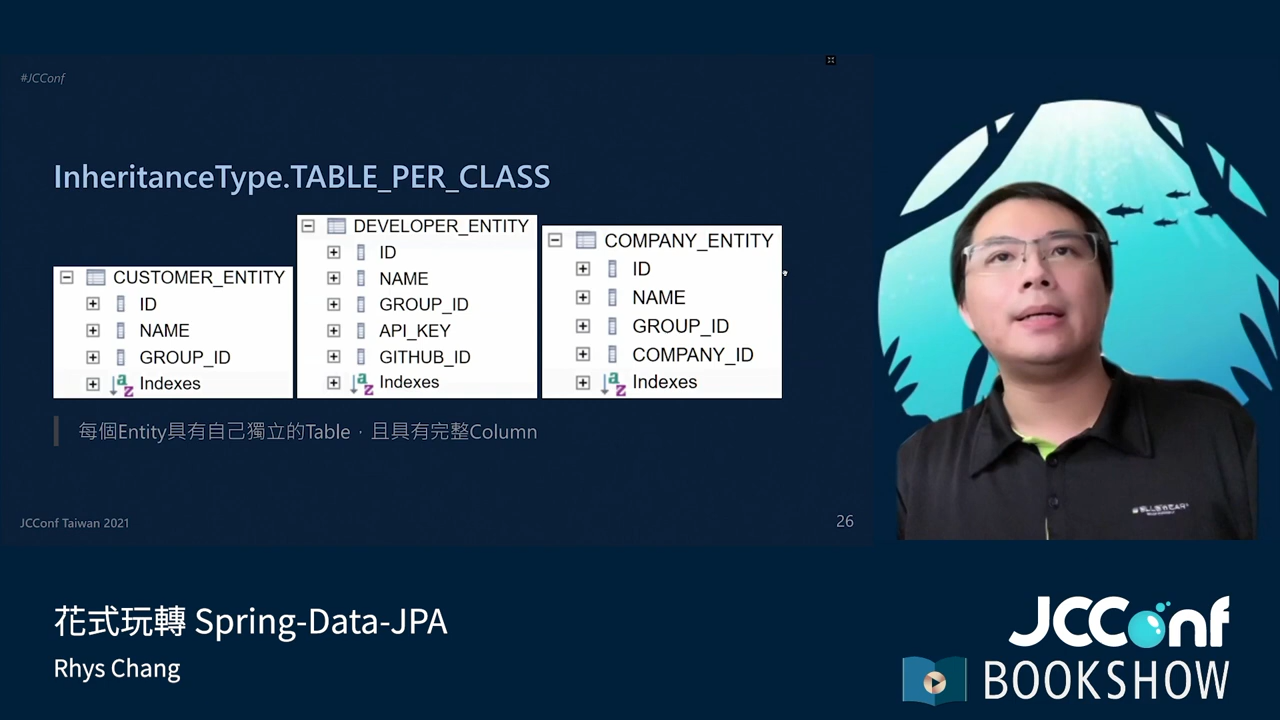 #JCConf
InheritanceType.TABLE_PER_CLASS
CUSTOMER_ENTITY
ID
NAME
GROUP_ID
Indexes
DEVELOPER_ENTITY
ID
NAME
GROUP_ID
API_KEY
GITHUB_ID
Indexes
COMPANY_ENTITY
ID
NAME
GROUP_ID
COMPANY_ID
Indexes
每個Entity具有自己獨立的Table，且具有完整Column
JCConf Taiwan 2021
26
花式玩轉 Spring-Data-JPA
Rhys Chang
JCConf
BOOKSHOW